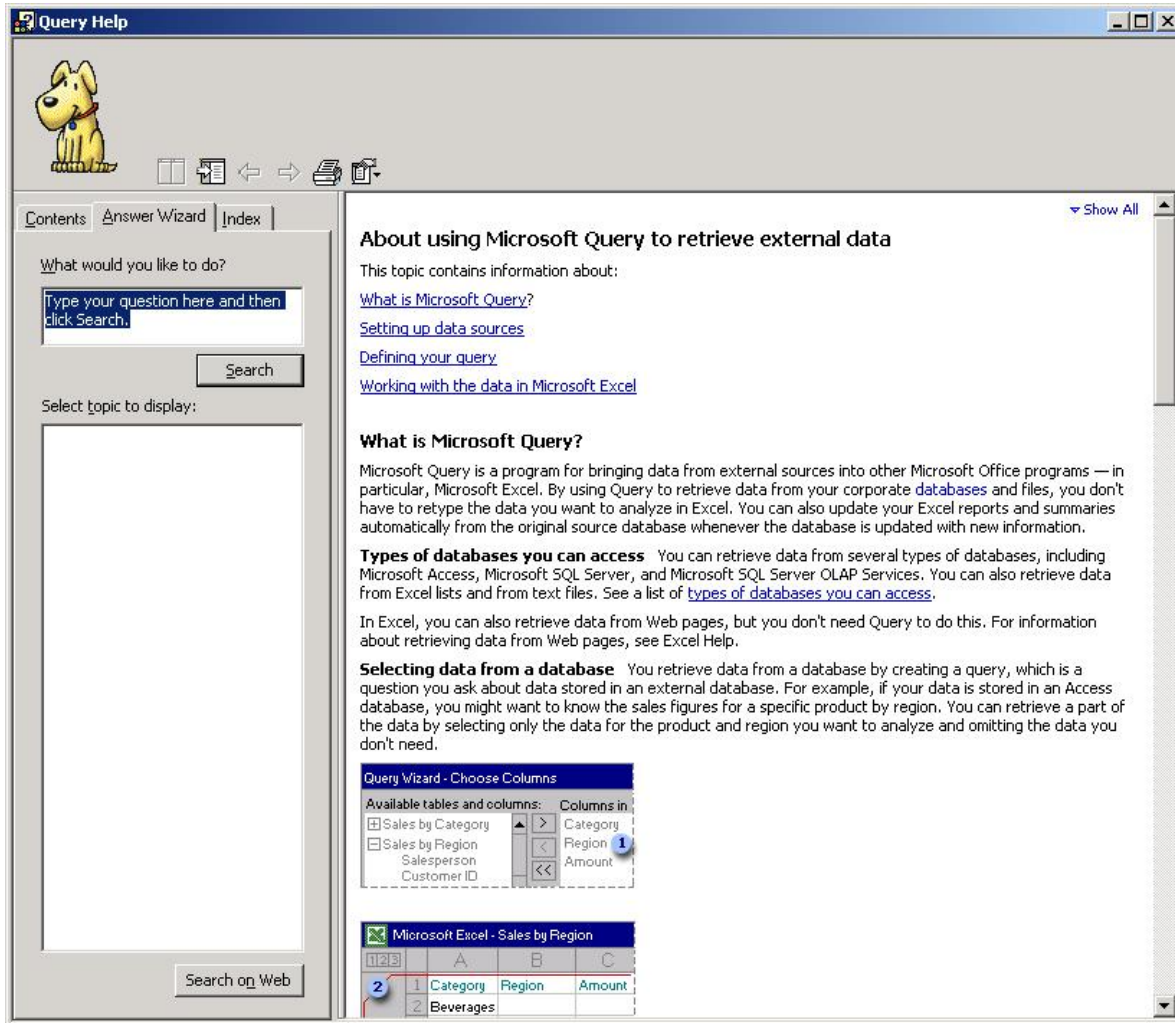 Query Help
Contents Answer Wizard Index
What would you like to do?
Type your question here and then
click Search.
Search
Select topic to display:
Search on Web
Show All
About using Microsoft Query to retrieve external data
This topic contains information about:
What is Microsoft Query?
Setting up data sources
Defining your query
Working with the data in Microsoft Excel
What is Microsoft Query?
Microsoft Query is a program for bringing data from external sources into other Microsoft Office programs — in
particular, Microsoft Excel. By using Query to retrieve data from your corporate databases and files, you don't
have to retype the data you want to analyze in Excel. You can also update your Excel reports and summaries
automatically from the original source database whenever the database is updated with new information.
Types of databases you can access You can retrieve data from several types of databases, including
Microsoft Access, Microsoft SQL Server, and Microsoft SQL Server OLAP Services. You can also retrieve data
from Excel lists and from text files. See a list of types of databases you can access.
In Excel, you can also retrieve data from Web pages, but you don't need Query to do this. For information
about retrieving data from Web pages, see Excel Help.
Selecting data from a database You retrieve data from a database by creating a query, which is a
question you ask about data stored in an external database. For example, if your data is stored in an Access
database, you might want to know the sales figures for a specific product by region. You can retrieve a part of
the data by selecting only the data for the product and region you want to analyze and omitting the data you
don't need.
Query Wizard - Choose Columns
Available tables and columns: Columns in
Sales by Category > Category
Sales by Region < Region 1
Salesperson << Amount
Customer ID
Microsoft Excel - Sales by Region
1 2 3 A B C
2 1 Category Region Amount
2 Beverages